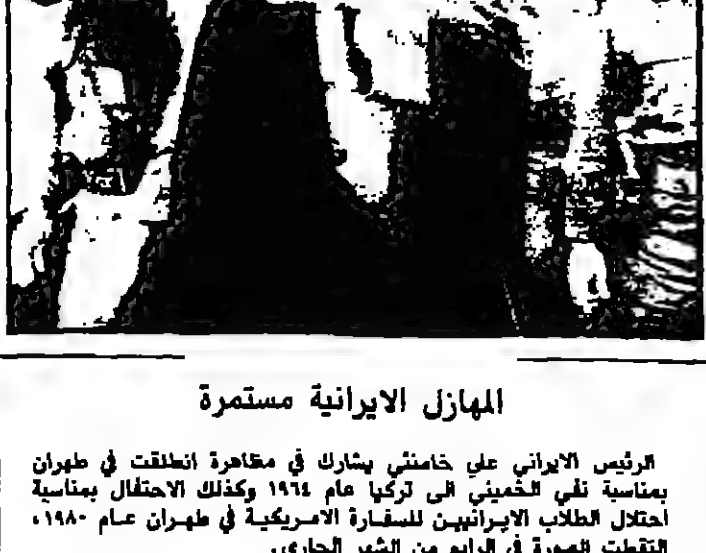 المهازل الايرانية مستمرة
الرئيس الايراني علي خامنئي يشارك في مظاهرة انطلقت في طهران
بمناسبة نفي الخميني الى تركيا عام ١٩٦٤ وكذلك الاحتفال بمناسبة
احتلال الطلاب الايرانيين للسفارة الامريكية في طهران عام ١٩٨٠،
التقطت الصورة في الرابع من الشهر الجاري.